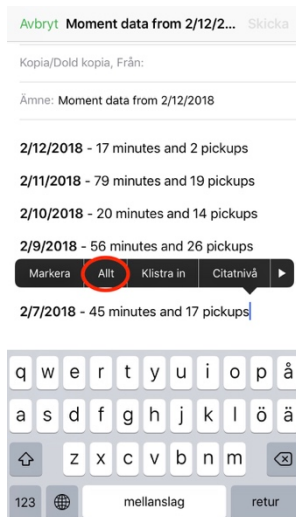 Avbryt Moment data from 2/12/2... Skicka
Kopia/Dold kopia, Från:
Ämne: Moment data from 2/12/2018
2/12/2018 - 17 minutes and 2 pickups
2/11/2018 - 79 minutes and 19 pickups
2/10/2018 - 20 minutes and 14 pickups
2/9/2018 - 56 minutes and 26 pickups
Markera Allt Klistra in Citatnivå
2/7/2018 - 45 minutes and 17 pickups
q w e r t y u i o p å
a s d f g h j k l ö ä
z x c v b n m
123 mellanslag retur